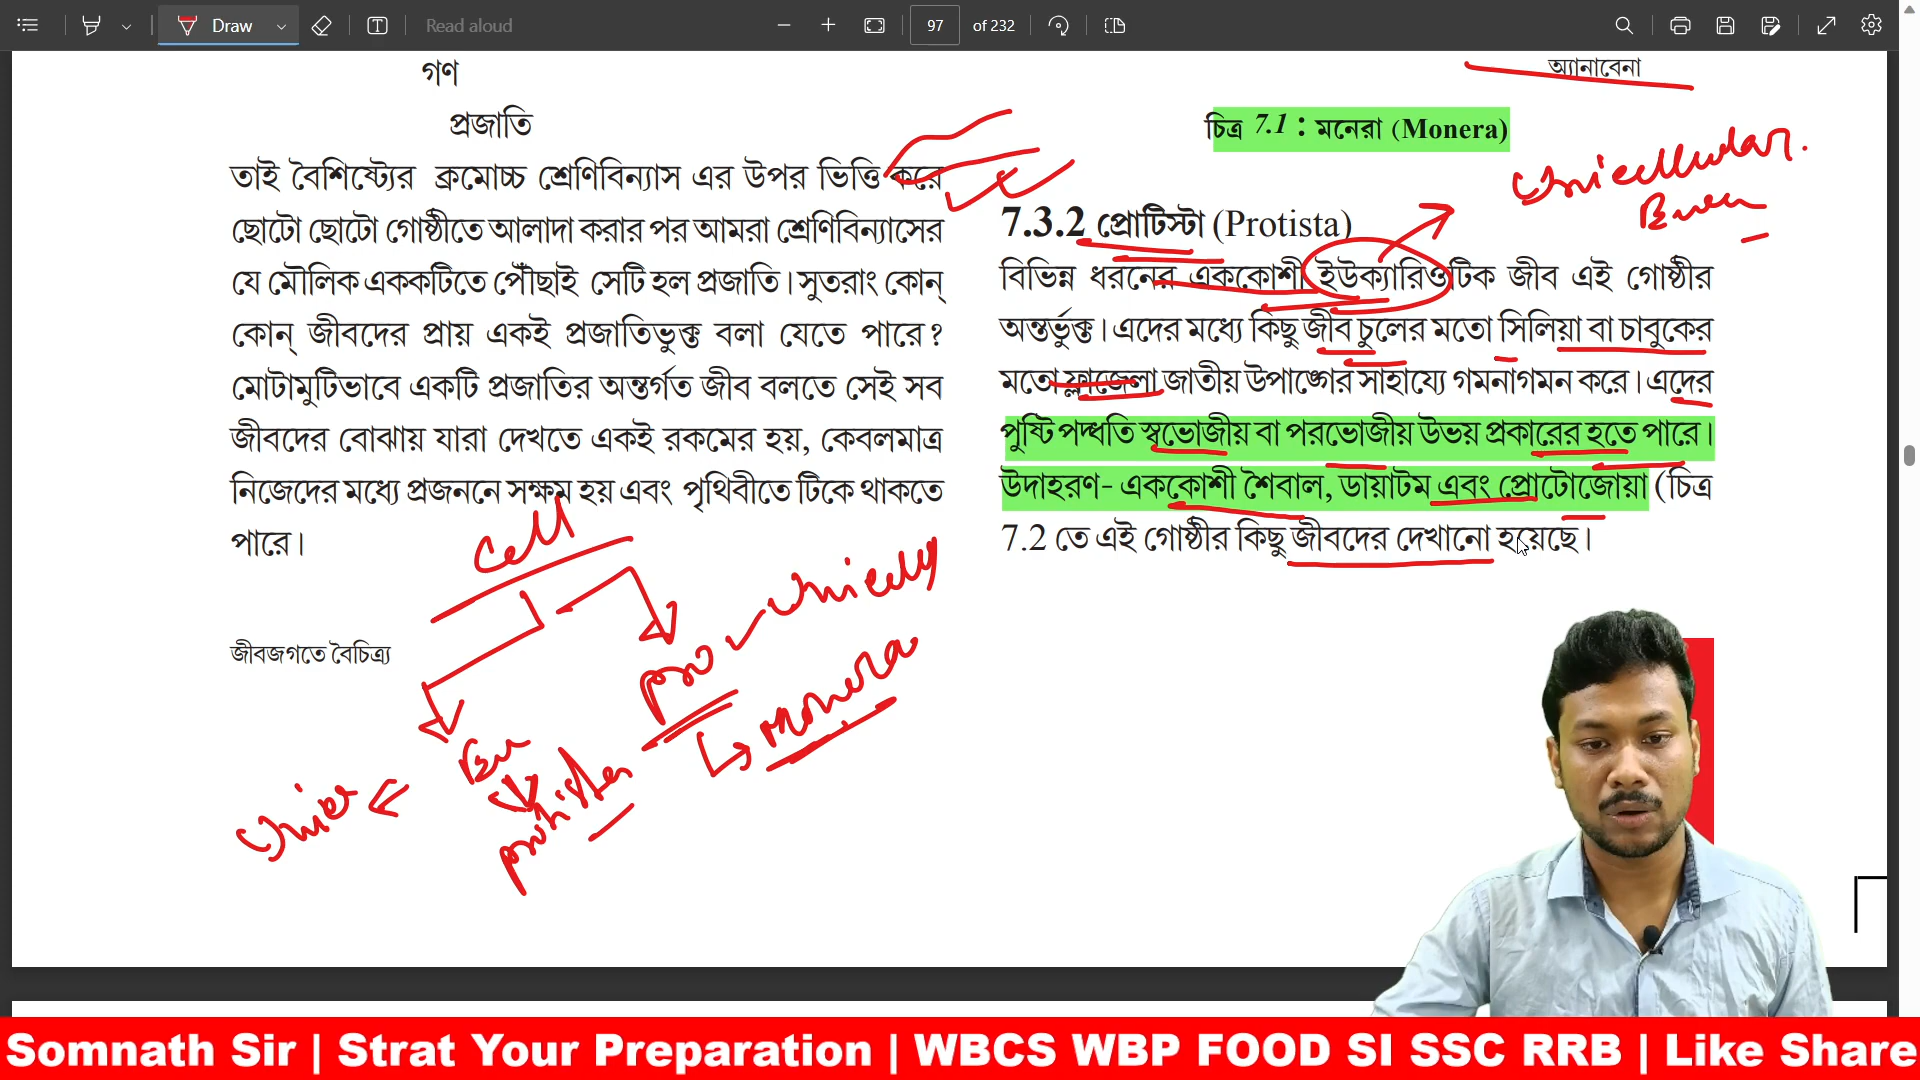 Draw
Read aloud
97 of 232
গণ
প্রজাতি
তাই বৈশিষ্ট্যের ক্রমোচ্চ শ্রেণিবিন্যাস এর উপর ভিত্তি করে
ছোটো ছোটো গোষ্ঠীতে আলাদা করার পর আমরা শ্রেণিবিন্যাসের
যে মৌলিক এককটিতে পৌঁছাই সেটি হল প্রজাতি। সুতরাং কোন্
কোন্ জীবদের প্রায় একই প্রজাতিভুক্ত বলা যেতে পারে?
মোটামুটিভাবে একটি প্রজাতির অন্তর্গত জীব বলতে সেই সব
জীবদের বোঝায় যারা দেখতে একই রকমের হয়, কেবলমাত্র
নিজেদের মধ্যে প্রজননে সক্ষম হয় এবং পৃথিবীতে টিকে থাকতে
পারে।
cell
pro
monera
জীবজগতে বৈচিত্র্য
অ্যানাবেনা
চিত্র 7.1 : মনেরা (Monera)
Unicellular
7.3.2 প্রোটিস্টা (Protista)
বিভিন্ন ধরনের এককোশী ইউক্যারিওটিক জীব এই গোষ্ঠীর
অন্তর্ভুক্ত। এদের মধ্যে কিছু জীব চুলের মতো সিলিয়া বা চাবুকের
মতো ফ্লাজেলা জাতীয় উপাঙ্গের সাহায্যে গমনাগমন করে। এদের
পুষ্টি পদ্ধতি স্বভোজীয় বা পরভোজীয় উভয় প্রকারের হতে পারে।
উদাহরণ- এককোশী শৈবাল, ডায়াটম এবং প্রোটোজোয়া (চিত্র
7.2 তে এই গোষ্ঠীর কিছু জীবদের দেখানো হয়েছে।
Somnath Sir | Strat Your Preparation | WBCS WBP FOOD SI SSC RRB | Like Share